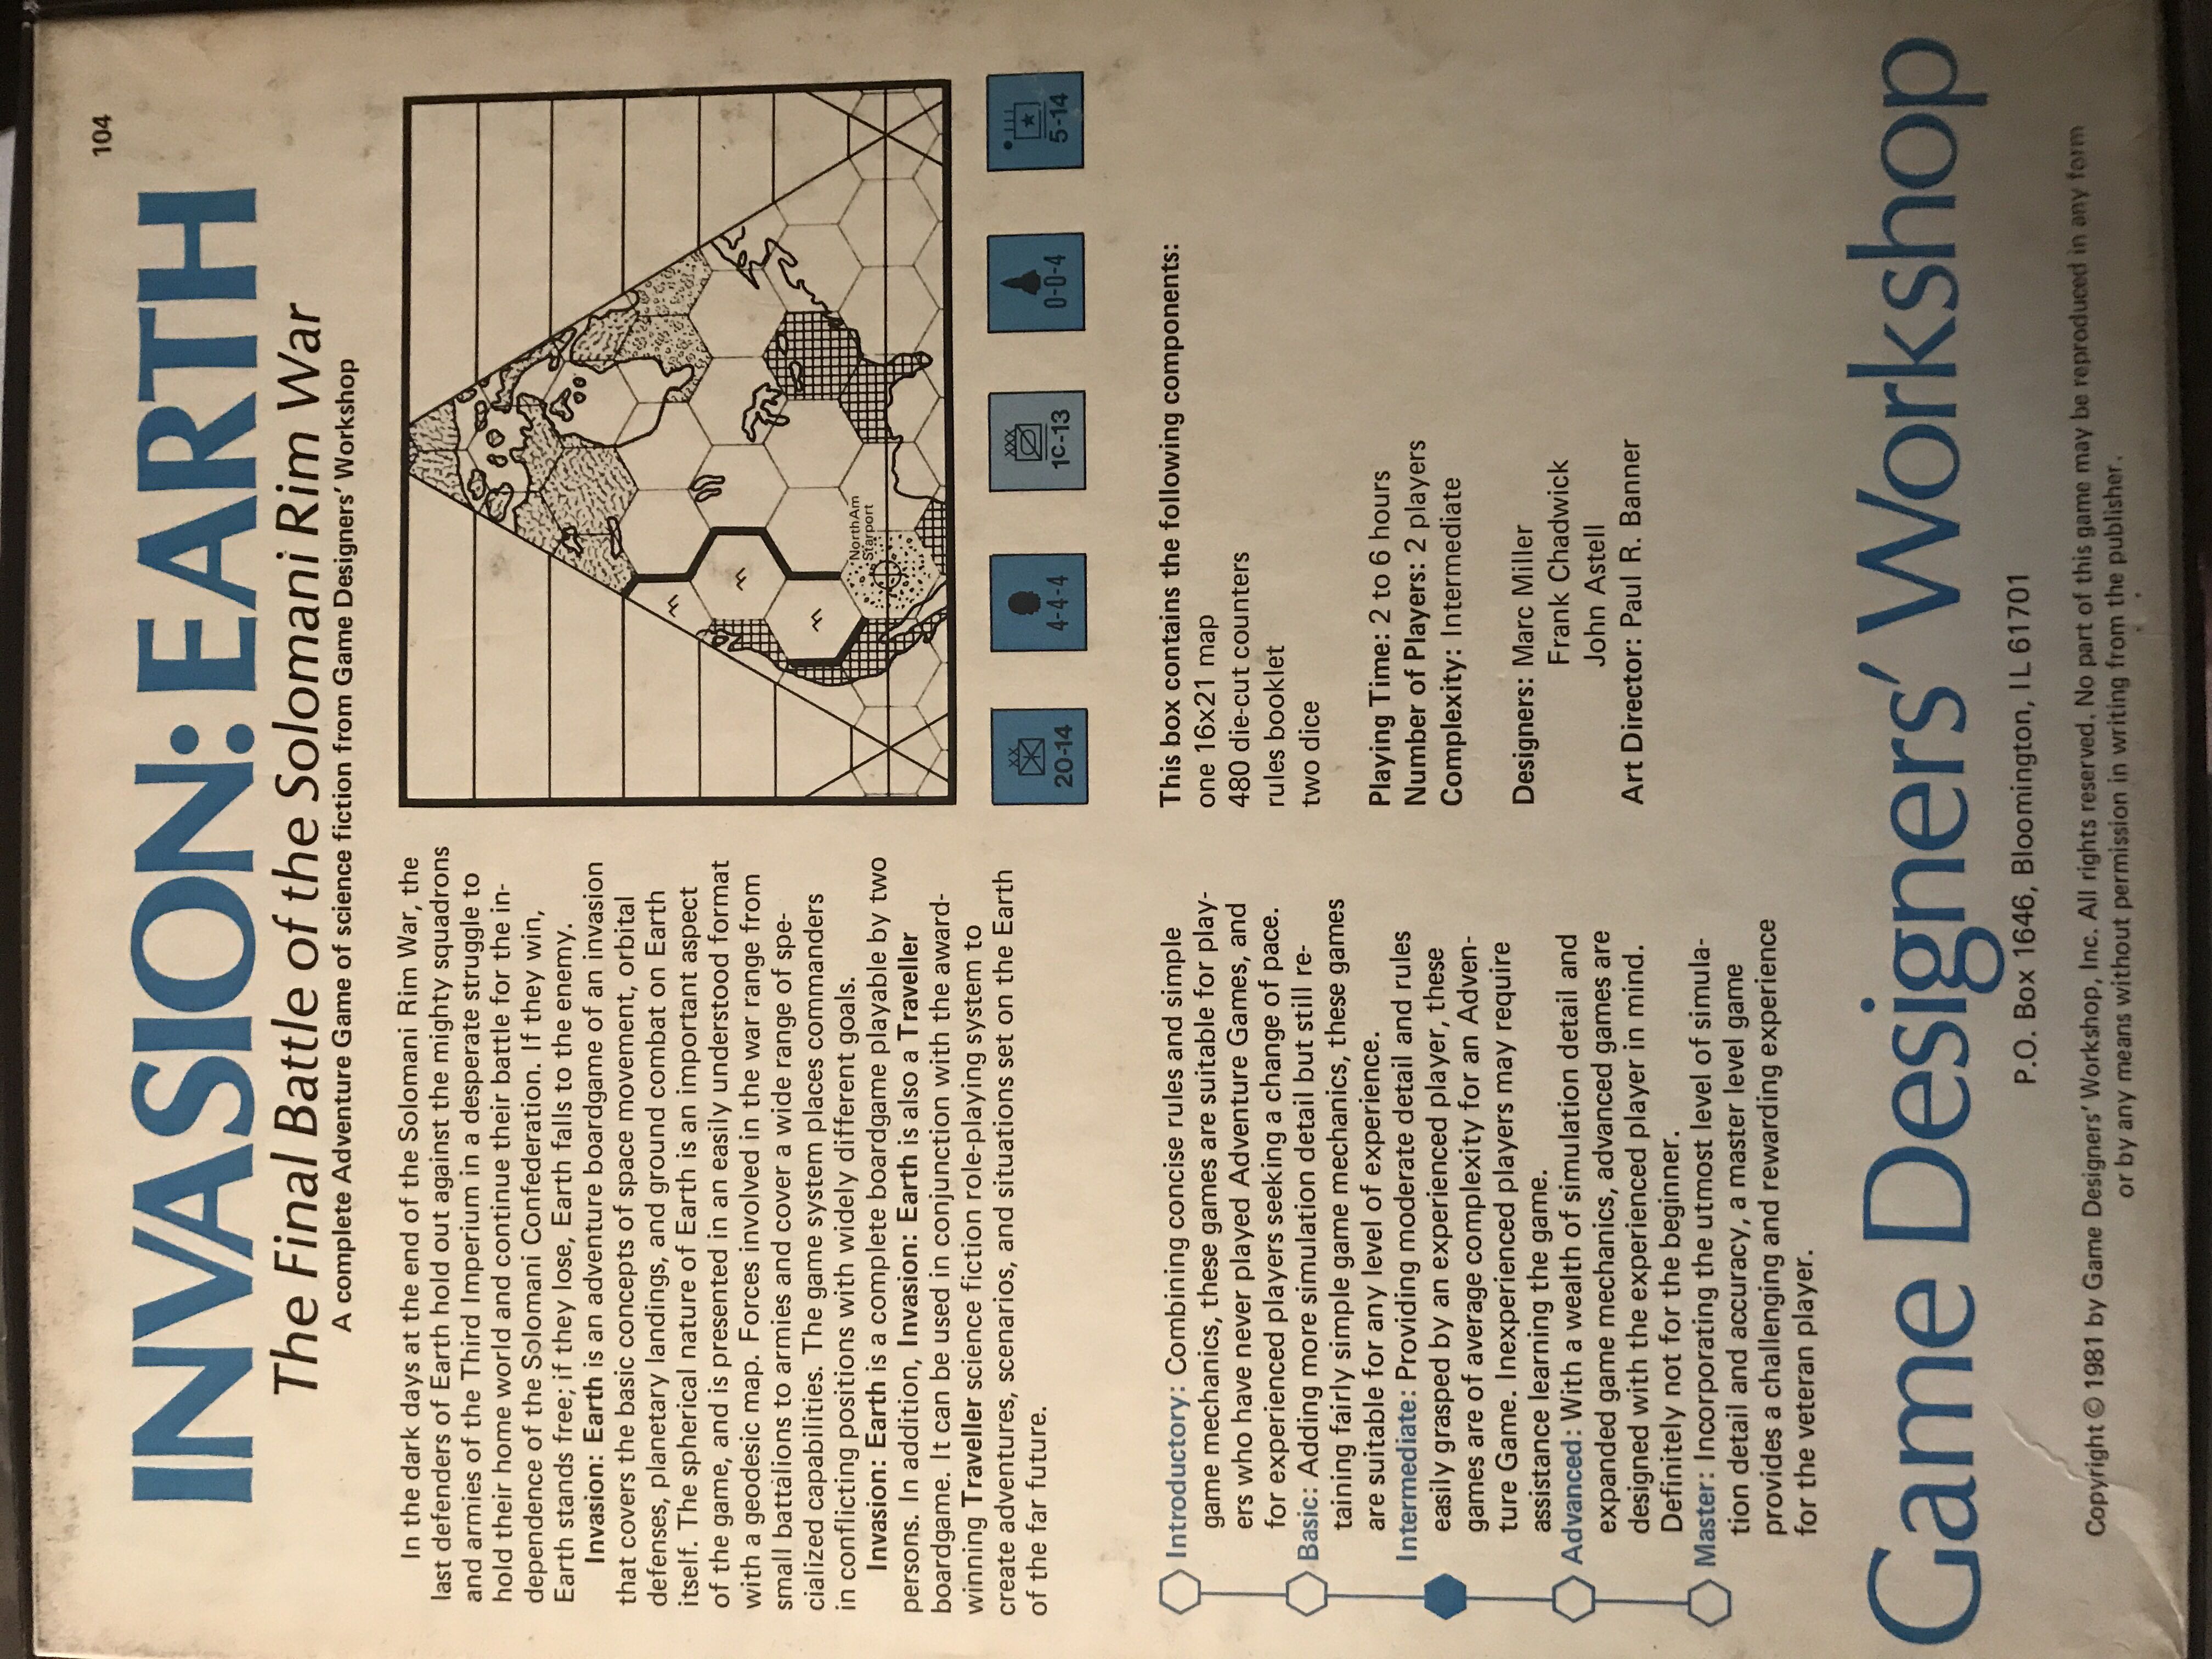 104
INVASION: EARTH
The Final Battle of the Solomani Rim War
A complete Adventure Game of science fiction from Game Designers' Workshop
In the dark days at the end of the Solomani Rim War, the
last defenders of Earth hold out against the mighty squadrons
and armies of the Third Imperium in a desperate struggle to
hold their home world and continue their battle for the in-
dependence of the Solomani Confederation. If they win,
Earth stands free; if they lose, Earth falls to the enemy.
Invasion: Earth is an adventure boardgame of an invasion
that covers the basic concepts of space movement, orbital
defenses, planetary landings, and ground combat on Earth
itself. The spherical nature of Earth is an important aspect
of the game, and is presented in an easily understood format
with a geodesic map. Forces involved in the war range from
small battalions to armies and cover a wide range of spe-
cialized capabilities. The game system places commanders
in conflicting positions with widely different goals.
Invasion: Earth is a complete boardgame playable by two
persons. In addition, Invasion: Earth is also a Traveller
boardgame. It can be used in conjunction with the award-
winning Traveller science fiction role-playing system to
create adventures, scenarios, and situations set on the Earth
of the far future.
NorthAm
Starport
XX
20-14
4-4-4
XXX
1C-13
0-0-4
5-14
Introductory: Combining concise rules and simple
game mechanics, these games are suitable for play-
ers who have never played Adventure Games, and
for experienced players seeking a change of pace.
Basic: Adding more simulation detail but still re-
taining fairly simple game mechanics, these games
are suitable for any level of experience.
Intermediate: Providing moderate detail and rules
easily grasped by an experienced player, these
games are of average complexity for an Adven-
ture Game. Inexperienced players may require
assistance learning the game.
Advanced: With a wealth of simulation detail and
expanded game mechanics, advanced games are
designed with the experienced player in mind.
Definitely not for the beginner.
Master: Incorporating the utmost level of simula-
tion detail and accuracy, a master level game
provides a challenging and rewarding experience
for the veteran player.
This box contains the following components:
one 16x21 map
480 die-cut counters
rules booklet
two dice
Playing Time: 2 to 6 hours
Number of Players: 2 players
Complexity: Intermediate
Designers: Marc Miller
Frank Chadwick
John Astell
Art Director: Paul R. Banner
Game Designers' Workshop
P.O. Box 1646, Bloomington, IL 61701
Copyright © 1981 by Game Designers' Workshop, Inc. All rights reserved. No part of this game may be reproduced in any form
or by any means without permission in writing from the publisher.